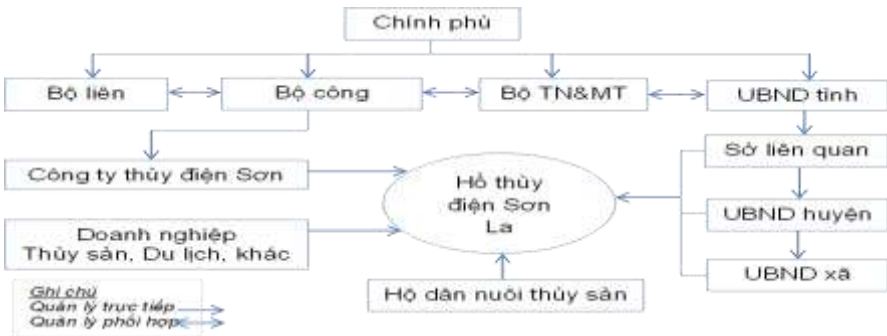 Chính phủ
Bộ liên
Bộ công
Bộ TN&MT
UBND tỉnh
Sở liên quan
Công ty thủy điện Sơn
Hồ thủy
điện Sơn
La
UBND huyện
Doanh nghiệp
Thủy sản, Du lịch, khác
UBND xã
Hộ dân nuôi thủy sản
Ghi chú
Quản lý trực tiếp
Quản lý phối hợp